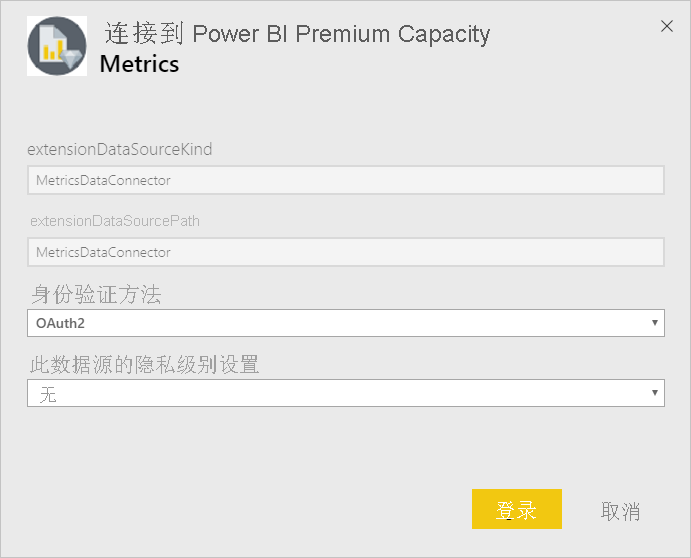 连接到 Power BI Premium Capacity
Metrics
extensionDataSourceKind
MetricsDataConnector
extensionDataSourcePath
MetricsDataConnector
身份验证方法
OAuth2
此数据源的隐私级别设置
无
登录 取消